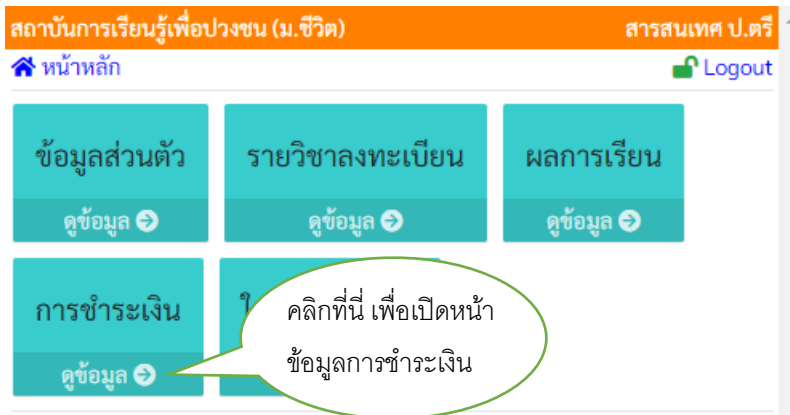 สถาบันการเรียนรู้เพื่อปวงชน (ม.ชีวิต) สารสนเทศ ป.ตรี
หน้าหลัก Logout
ข้อมูลส่วนตัว รายวิชาลงทะเบียน ผลการเรียน
ดูข้อมูล ดูข้อมูล ดูข้อมูล
การชำระเงิน
ดูข้อมูล
คลิกที่นี่ เพื่อเปิดหน้า
ข้อมูลการชำระเงิน